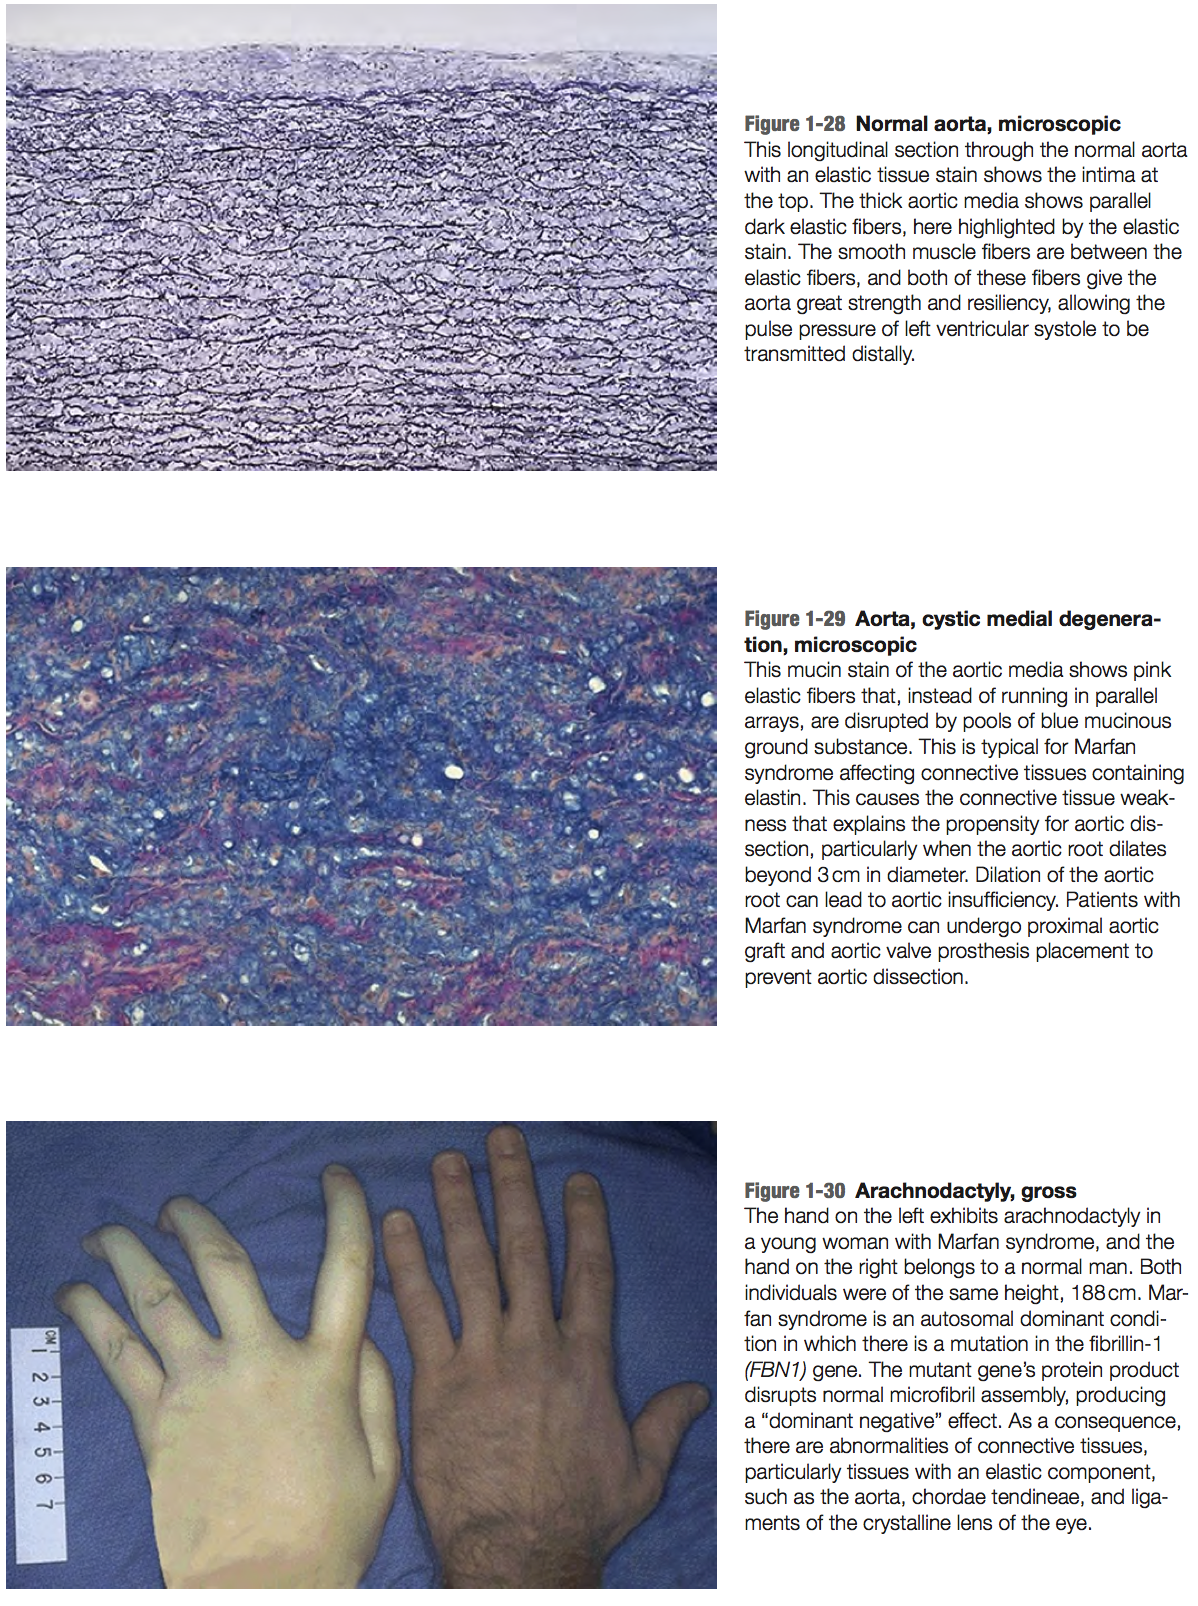 Figure 1-28 Normal aorta, microscopic
This longitudinal section through the normal aorta
with an elastic tissue stain shows the intima at
the top. The thick aortic media shows parallel
dark elastic fibers, here highlighted by the elastic
stain. The smooth muscle fibers are between the
elastic fibers, and both of these fibers give the
aorta great strength and resiliency, allowing the
pulse pressure of left ventricular systole to be
transmitted distally.
Figure 1-29 Aorta, cystic medial degenera-
tion, microscopic
This mucin stain of the aortic media shows pink
elastic fibers that, instead of running in parallel
arrays, are disrupted by pools of blue mucinous
ground substance. This is typical for Marfan
syndrome affecting connective tissues containing
elastin. This causes the connective tissue weak-
ness that explains the propensity for aortic dis-
section, particularly when the aortic root dilates
beyond 3 cm in diameter. Dilation of the aortic
root can lead to aortic insufficiency. Patients with
Marfan syndrome can undergo proximal aortic
graft and aortic valve prosthesis placement to
prevent aortic dissection.
CM
1
2
3
4
5
6
7
Figure 1-30 Arachnodactyly, gross
The hand on the left exhibits arachnodactyly in
a young woman with Marfan syndrome, and the
hand on the right belongs to a normal man. Both
individuals were of the same height, 188 cm. Mar-
fan syndrome is an autosomal dominant condi-
tion in which there is a mutation in the fibrillin-1
(FBN1) gene. The mutant gene's protein product
disrupts normal microfibril assembly, producing
a “dominant negative” effect. As a consequence,
there are abnormalities of connective tissues,
particularly tissues with an elastic component,
such as the aorta, chordae tendineae, and liga-
ments of the crystalline lens of the eye.